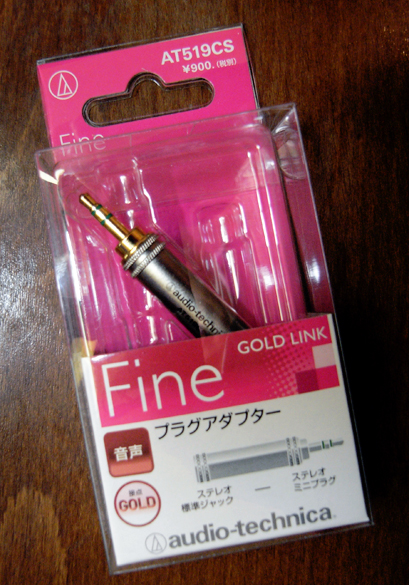 AT519CS
¥900.(税別)
Fine
audio-technica
GOLD LINK
Fine
プラグアダプター
音声
ステレオ
標準ジャック
ステレオ
ミニプラグ
接点
GOLD
audio-technica